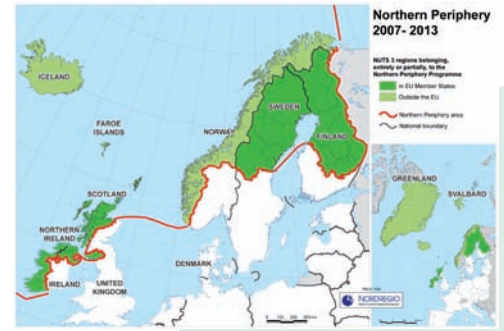 Northern Periphery
2007- 2013
NUTS 3 regions belonging,
entirely or partially, to the
Northern Periphery Programme
in EU Member States
Outside the EU
Northern Periphery area
National boundary
ICELAND
FAROE
ISLANDS
NORWAY
SWEDEN
FINLAND
SCOTLAND
NORTHERN
IRELAND
IRELAND
UNITED
KINGDOM
DENMARK
GREENLAND
SVALBARD
NORDREGIO